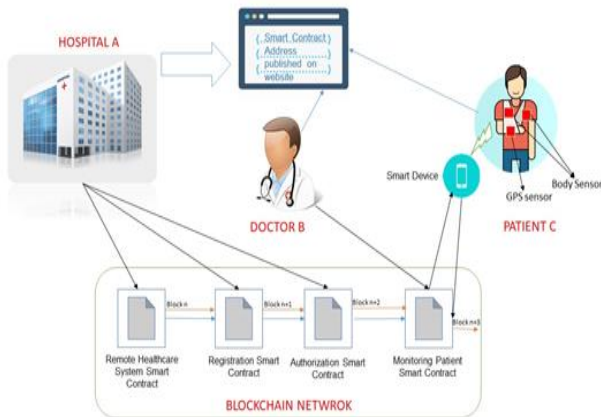 HOSPITAL A
{ Smart Contract }
{ Address }
{ published on }
{ website }
Smart Device
Body Sensor
GPS sensor
DOCTOR B
PATIENT C
Block n
Block n+1
Block n+2
Block n+3
Remote Healthcare
System Smart
Contract
Registration Smart
Contract
Authorization Smart
Contract
Monitoring Patient
Smart Contract
BLOCKCHAIN NETWROK